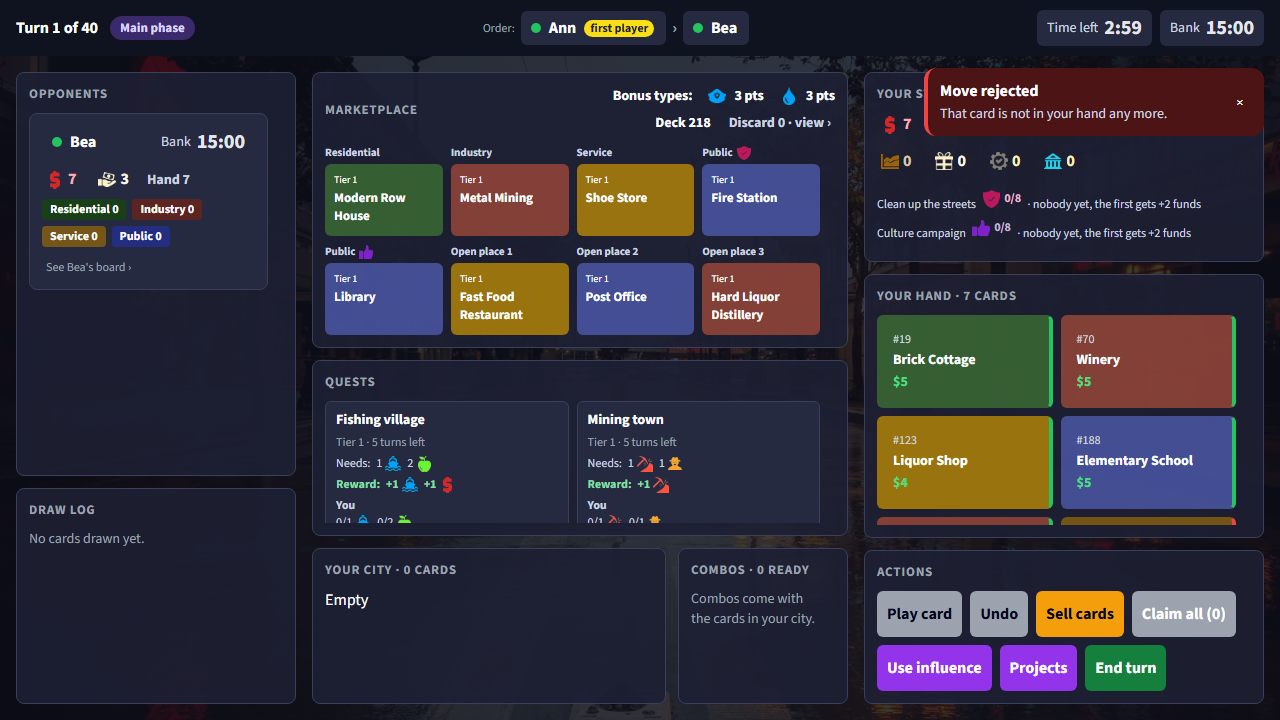 Turn 1 of 40 Main phase
Order: Ann first player › Bea
Time left 2:59 Bank 15:00
OPPONENTS
Bea Bank 15:00
7 3 Hand 7
Residential 0 Industry 0
Service 0 Public 0
See Bea's board ›
DRAW LOG
No cards drawn yet.
MARKETPLACE
Bonus types: 3 pts 3 pts
Deck 218 Discard 0 · view ›
Residential Industry Service Public
Tier 1 Tier 1 Tier 1 Tier 1
Modern Row House Metal Mining Shoe Store Fire Station
Public Open place 1 Open place 2 Open place 3
Tier 1 Tier 1 Tier 1 Tier 1
Library Fast Food Restaurant Post Office Hard Liquor Distillery
QUESTS
Fishing village
Tier 1 · 5 turns left
Needs: 1 2
Reward: +1 +1
You
0/1 0/2
Mining town
Tier 1 · 5 turns left
Needs: 1 1
Reward: +1
You
0/1 0/1
YOUR CITY · 0 CARDS
Empty
COMBOS · 0 READY
Combos come with
the cards in your city.
YOUR S
Move rejected
That card is not in your hand any more.
×
7
0 0 0 0
Clean up the streets 0/8 · nobody yet, the first gets +2 influence
Culture campaign 0/8 · nobody yet, the first gets +2 influence
YOUR HAND · 7 CARDS
#19
Brick Cottage
$5
#70
Winery
$5
#123
Liquor Shop
$4
#188
Elementary School
$5
ACTIONS
Play card Undo Sell cards Claim all (0)
Use influence Projects End turn